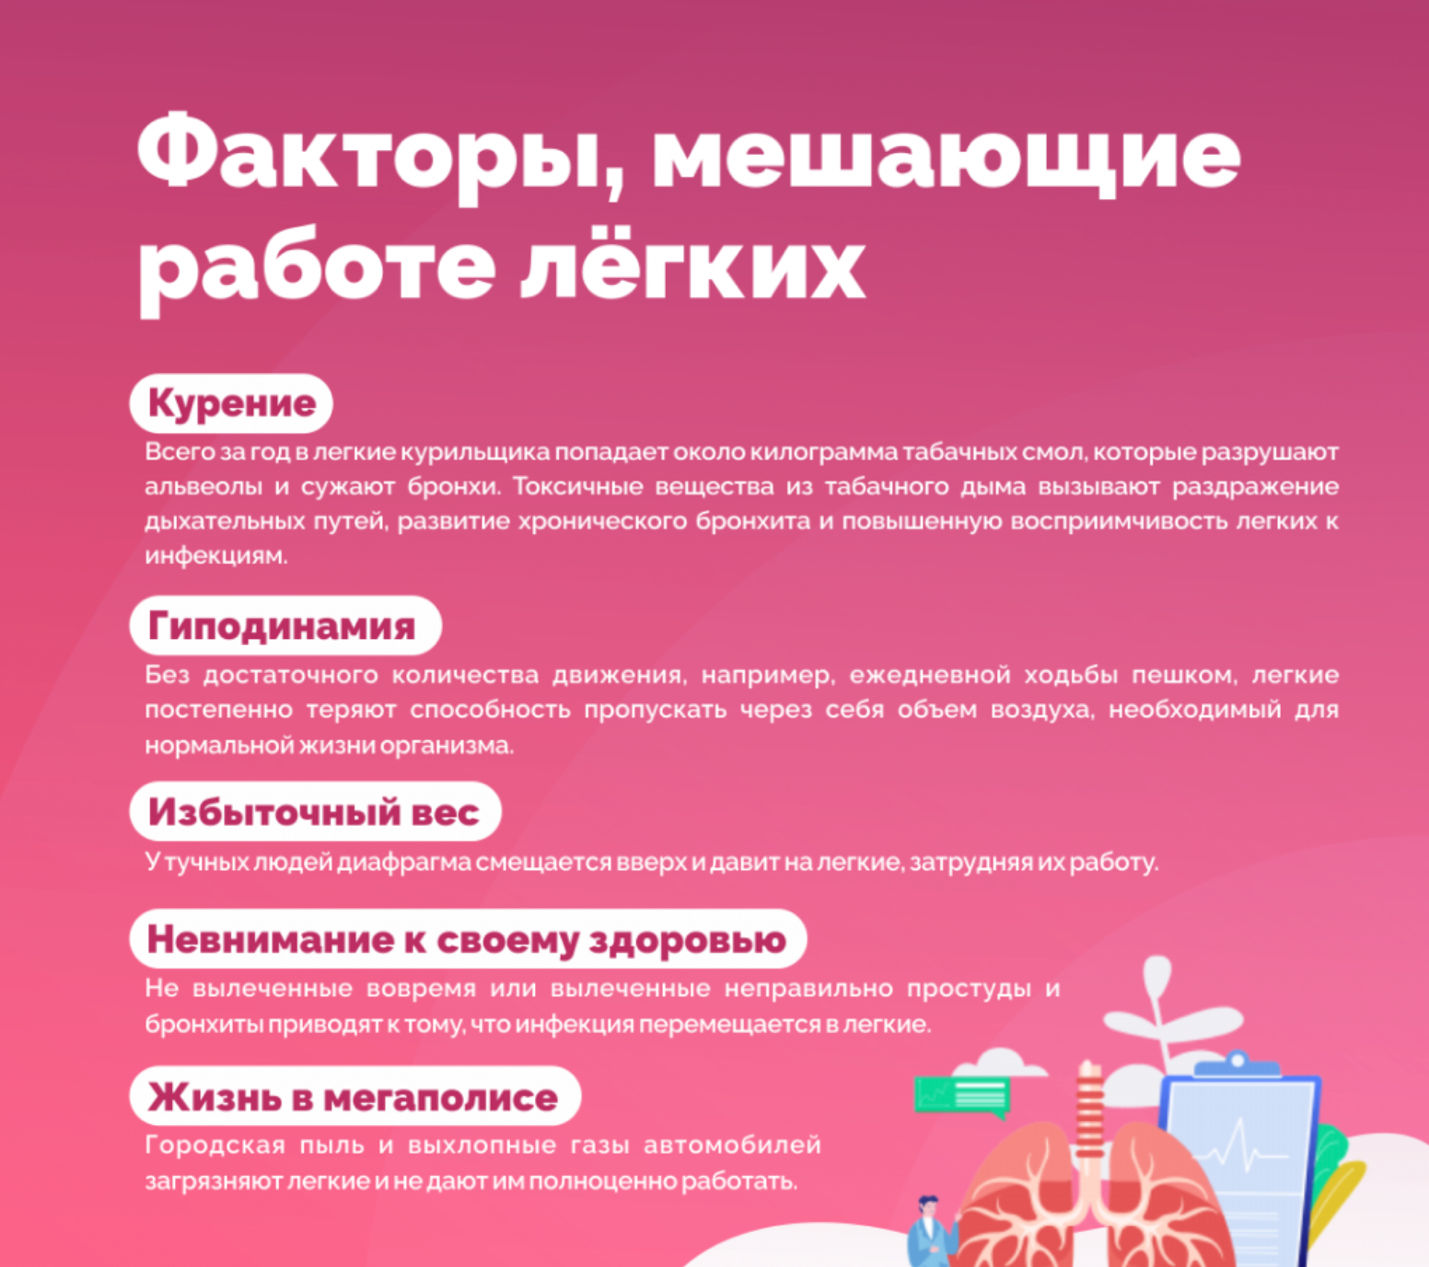 Факторы, мешающие
работе лёгких
Курение
Всего за год в легкие курильщика попадает около килограмма табачных смол, которые разрушают
альвеолы и сужают бронхи. Токсичные вещества из табачного дыма вызывают раздражение
дыхательных путей, развитие хронического бронхита и повышенную восприимчивость легких к
инфекциям.
Гиподинамия
Без достаточного количества движения, например, ежедневной ходьбы пешком, легкие
постепенно теряют способность пропускать через себя объем воздуха, необходимый для
нормальной жизни организма.
Избыточный вес
У тучных людей диафрагма смещается вверх и давит на легкие, затрудняя их работу.
Невнимание к своему здоровью
Не вылеченные вовремя или вылеченные неправильно простуды и
бронхиты приводят к тому, что инфекция перемещается в легкие.
Жизнь в мегаполисе
Городская пыль и выхлопные газы автомобилей
загрязняют легкие и не дают им полноценно работать.